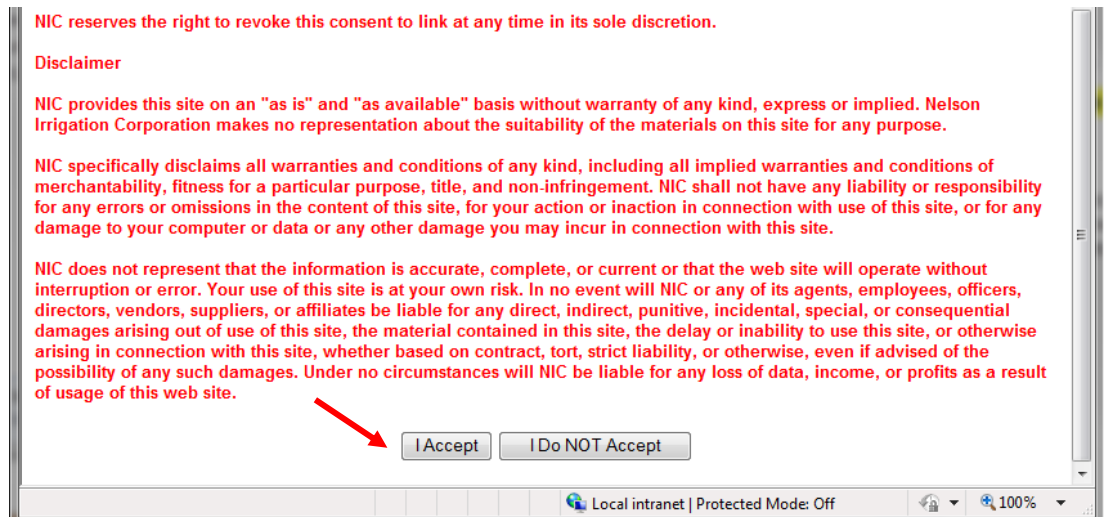 NIC reserves the right to revoke this consent to link at any time in its sole discretion.
Disclaimer
NIC provides this site on an "as is" and "as available" basis without warranty of any kind, express or implied. Nelson
Irrigation Corporation makes no representation about the suitability of the materials on this site for any purpose.
NIC specifically disclaims all warranties and conditions of any kind, including all implied warranties and conditions of
merchantability, fitness for a particular purpose, title, and non-infringement. NIC shall not have any liability or responsibility
for any errors or omissions in the content of this site, for your action or inaction in connection with use of this site, or for any
damage to your computer or data or any other damage you may incur in connection with this site.
NIC does not represent that the information is accurate, complete, or current or that the web site will operate without
interruption or error. Your use of this site is at your own risk. In no event will NIC or any of its agents, employees, officers,
directors, vendors, suppliers, or affiliates be liable for any direct, indirect, punitive, incidental, special, or consequential
damages arising out of use of this site, the material contained in this site, the delay or inability to use this site, or otherwise
arising in connection with this site, whether based on contract, tort, strict liability, or otherwise, even if advised of the
possibility of any such damages. Under no circumstances will NIC be liable for any loss of data, income, or profits as a result
of usage of this web site.
I Accept I Do NOT Accept
Local intranet | Protected Mode: Off 100%